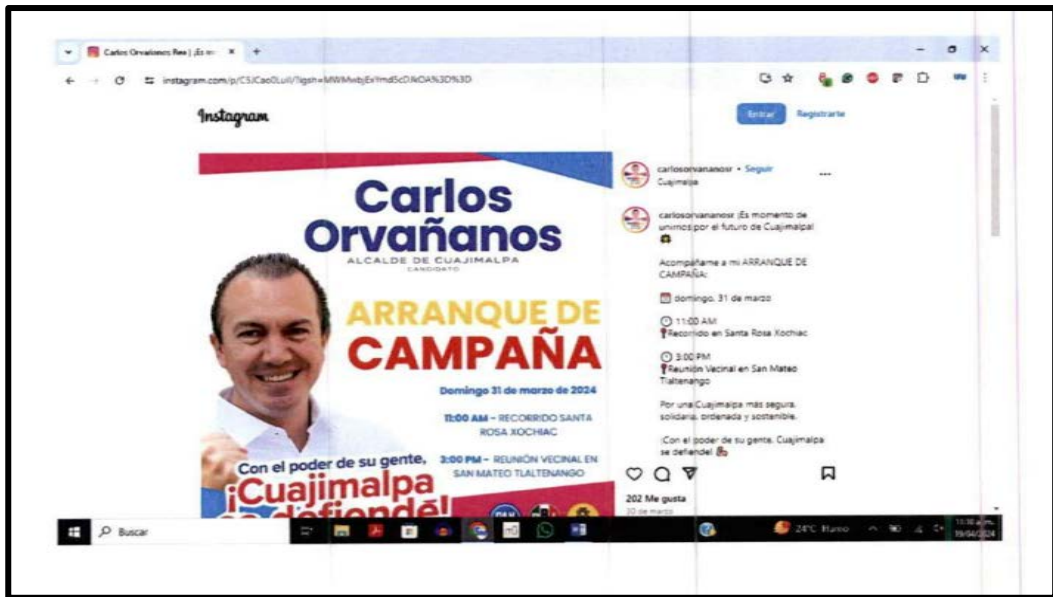 Carlos Orvañanos Rea | ¡Es m
instagram.com/p/C5JCao0LuII/?igsh=MWMwbjExYmd5cDJkOA%3D%3D
Instagram
Entrar
Registrarte
Carlos
Orvañanos
ALCALDE DE CUAJIMALPA
CANDIDATO
ARRANQUE DE
CAMPAÑA
Domingo 31 de marzo de 2024
11:00 AM – RECORRIDO SANTA
ROSA XOCHIAC
3:00 PM – REUNIÓN VECINAL EN
SAN MATEO TLALTENANGO
Con el poder de su gente,
¡Cuajimalpa
se defiende!
PAN
carlosorvananosr • Seguir
Cuajimalpa
carlosorvananosr ¡Es momento de
unirnos por el futuro de Cuajimalpa!
Acompáñame a mi ARRANQUE DE
CAMPAÑA:
domingo, 31 de marzo
11:00 AM
Recorrido en Santa Rosa Xochiac
3:00 PM
Reunión Vecinal en San Mateo
Tlaltenango
Por una Cuajimalpa más segura,
solidaria, ordenada y sostenible.
¡Con el poder de su gente, Cuajimalpa
se defiende!
202 Me gusta
30 de marzo
Buscar
24°C Humo
11:30 a. m.
19/04/2024